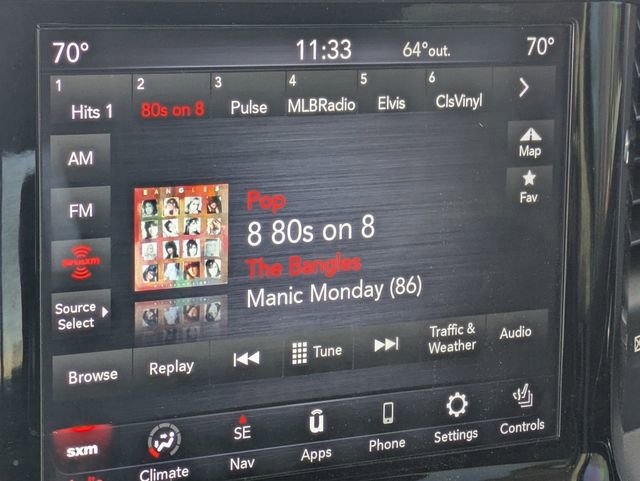 70° 11:33 64°out. 70°
1 2 3 4 5 6
Hits 1 80s on 8 Pulse MLBRadio Elvis ClsVinyl
AM
Map
FM
Fav
BANGLES
Pop
8 80s on 8
The Bangles
Manic Monday (86)
siriusxm
Source
Select
Browse Replay Tune Traffic &
Weather Audio
sxm
Climate
SE
Nav
Apps
Phone
Settings
Controls